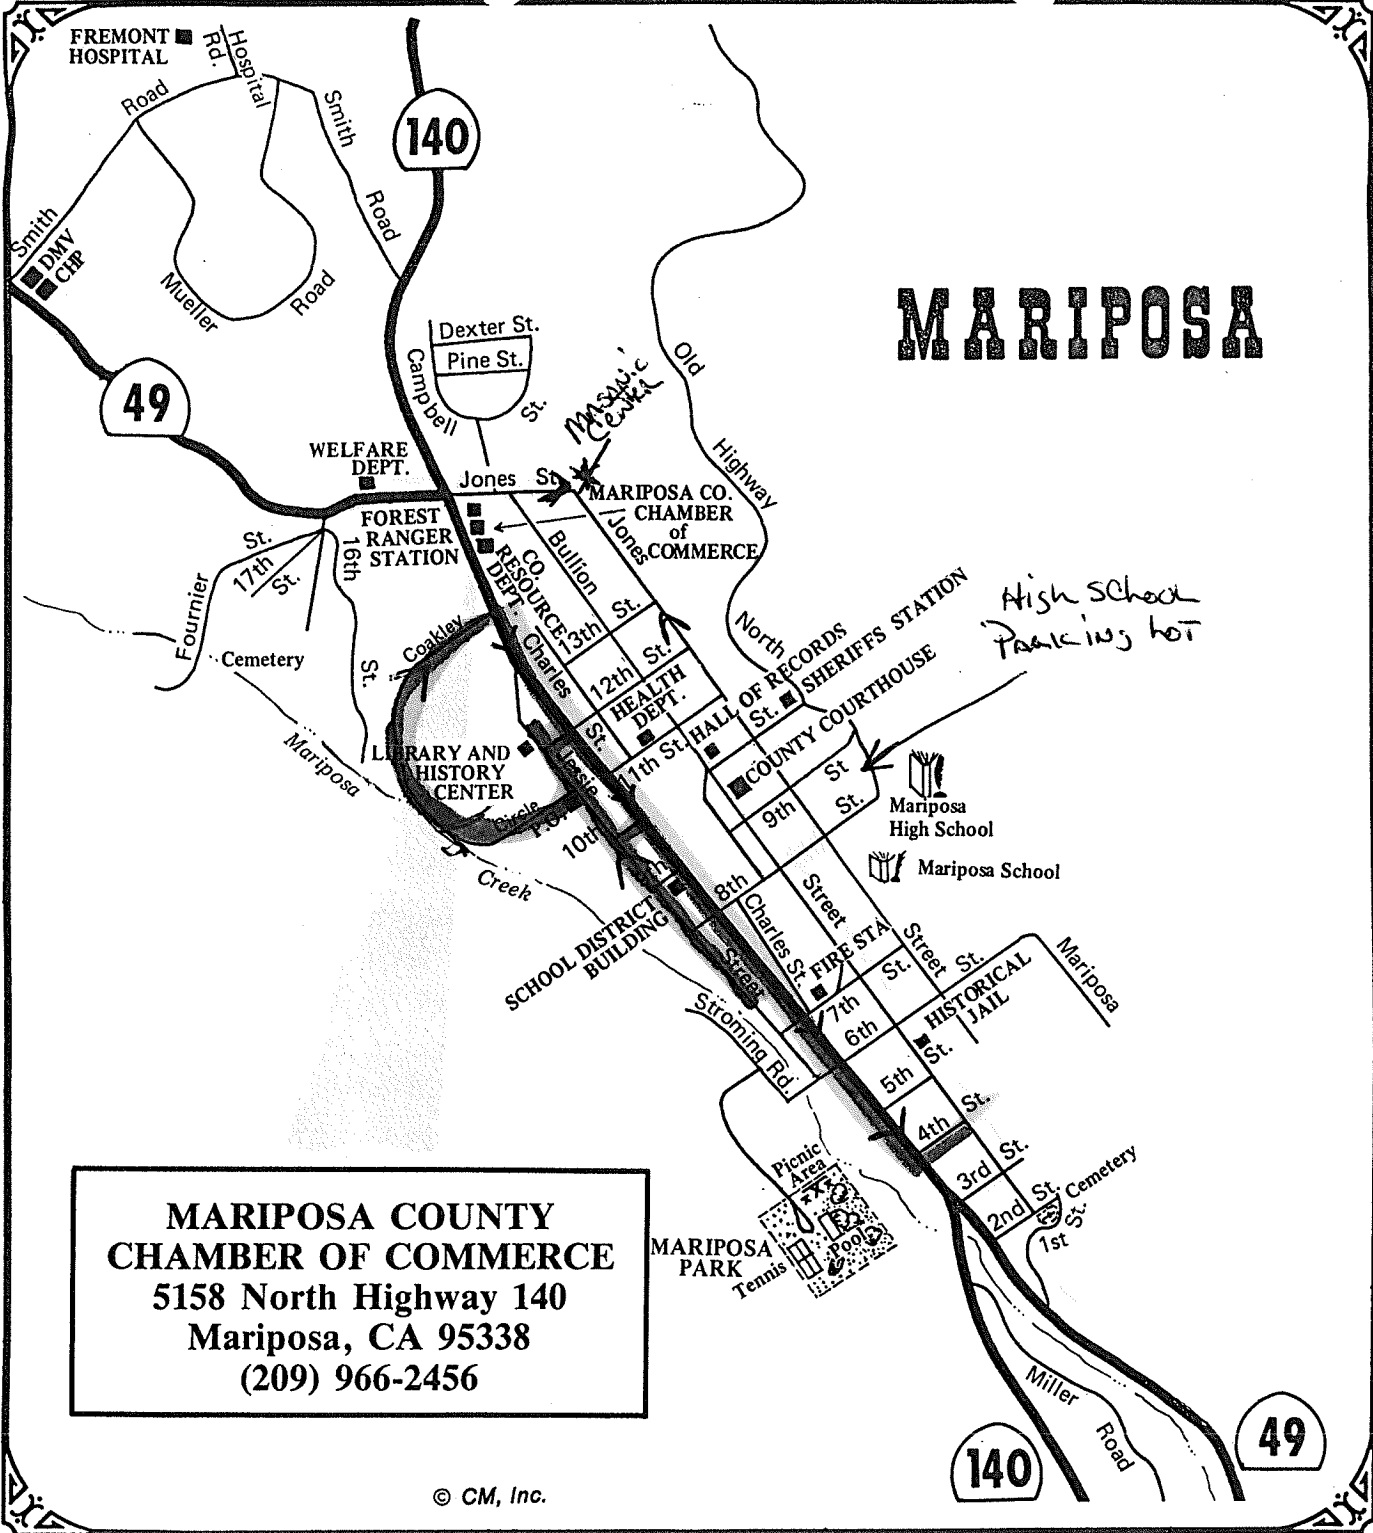 FREMONT
HOSPITAL
Hospital
Rd.
Road
Smith
Road
140
Smith
DMV
CHP
Mueller
Road
MARIPOSA
Dexter St.
Pine St.
Campbell
St.
Old
Masonic
Center
49
Highway
WELFARE
DEPT.
Jones St.
MARIPOSA CO.
CHAMBER
of
COMMERCE
FOREST
RANGER
STATION
St.
17th
St.
16th
St.
Fournier
CO.
RESOURCE
DEPT.
Bullion
Jones
13th St.
High School
Parking Lot
North
Coakley
Charles
St.
12th St.
Cemetery
HEALTH
DEPT.
HALL OF RECORDS
SHERIFFS STATION
St.
COUNTY COURTHOUSE
11th St.
Mariposa
LIBRARY AND
HISTORY
CENTER
Jessie
Circle
P.O.
10th
9th
St
St.
Mariposa
High School
Mariposa School
Creek
8th
Charles St.
Street
Street
SCHOOL DISTRICT
BUILDING
Street
FIRE STA
St.
St.
7th
6th
HISTORICAL
JAIL
Mariposa
Stroming Rd.
5th
St.
4th
St.
3rd
St.
2nd
St.
Cemetery
1st
St.
Picnic
Area
MARIPOSA
PARK
Tennis
Pool
MARIPOSA COUNTY
CHAMBER OF COMMERCE
5158 North Highway 140
Mariposa, CA 95338
(209) 966-2456
Miller
Road
140
49
© CM, Inc.